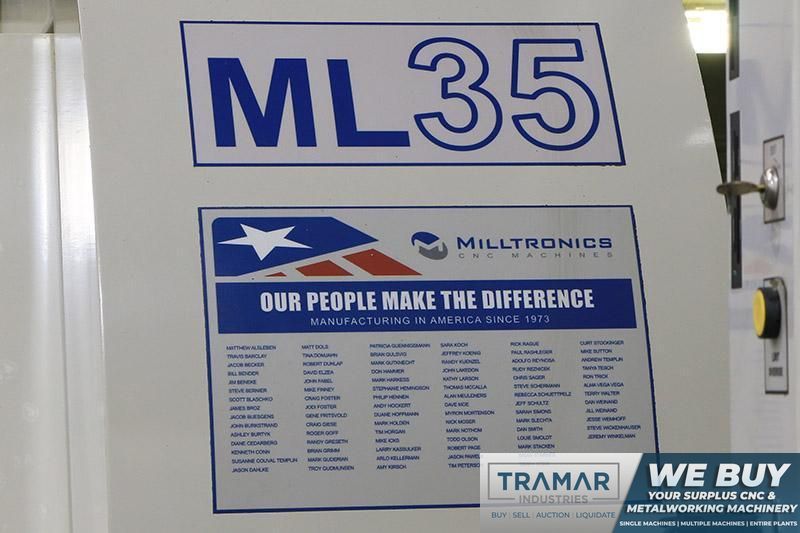 ML35
MILLTRONICS
CNC MACHINES
OUR PEOPLE MAKE THE DIFFERENCE
MANUFACTURING IN AMERICA SINCE 1973
MATTHEW ALSLEBEN
TRAVIS BARCLAY
JACOB BECKER
BILL BENDER
JIM BENEKE
STEVE BERNIER
SCOTT BLASCHKO
JAMES BROZ
JACOB BUESGENS
JOHN BURKSTRAND
ASHLEY BURTYK
DIANE CEDARBERG
KENNETH CONN
SUSANNE COUVAL TEMPLIN
JASON DAHLKE
MATT DOLS
TINA DOMJAHN
ROBERT DUNLAP
DAVID ELZEA
JOHN FABEL
MIKE FINNEY
CRAIG FOSTER
JODI FOSTER
GENE FRITSVOLD
CRAIG GIESE
ROGER GOFF
RANDY GRESETH
BRIAN GRIMM
MARK GUDERIAN
TROY GUDMUNSEN
PATRICIA
BRIAN GULSVIG
MARK GUTKNECHT
DON HAMMER
MARK HARKESS
STEPHANIE HEMINGSON
PHILIP HENNEN
ANDY HOCKERT
DUANE HOFFMANN
MARK HOLDEN
TIM HORGAN
MIKE ICKS
LARRY KASSULKER
ARLO KELLERMAN
AMY KIRSCH
SARA KOCH
JEFFREY KOENIG
RANDY KUENZEL
JOHN LAKEDON
KATHY LARSON
THOMAS MCCALLA
ALAN MEULENERS
DAVE MOE
MYRON MORTENSON
NICK MOSER
MARK NOTHOM
TODD OLSON
ROBERT PAGE
JASON
TIM
RICK RAGUE
PAUL RASHLEGER
ADOLFO REYNOSA
RUDY REZNICEK
CHRIS SAGER
STEVE SCHERMANN
REBECCA SCHUETTPELZ
JEFF SCHULTZ
SARAH SIMONS
MARK SLECHTA
DAN SMITH
LOUIE SMOLDT
MARK STACKEN
CURT STOCKINGER
MIKE SUTTON
ANDREW TEMPLIN
TANYA TESCH
RON TRICK
ALMA VEGA VEGA
TERRY WALTER
DAN WEINAND
JILL WEINAND
JESSE WEMHOFF
STEVE WICKENHAUSER
JEREMY WINKELMAN
TRAMAR
INDUSTRIES
BUY | SELL | AUCTION | LIQUIDATE
WE BUY
YOUR SURPLUS CNC &
METALWORKING MACHINERY
SINGLE MACHINES | MULTIPLE MACHINES | ENTIRE PLANTS